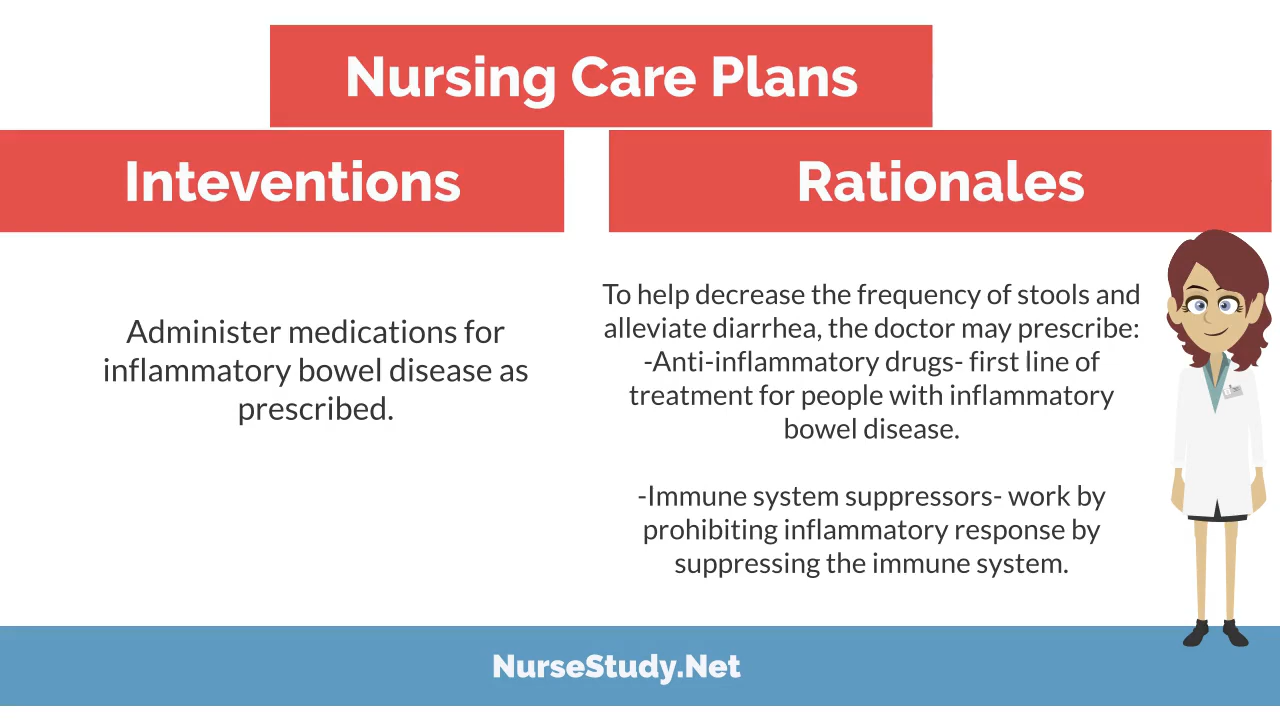 Nursing Care Plans
Inteventions
Rationales
Administer medications for
inflammatory bowel disease as
prescribed.
To help decrease the frequency of stools and
alleviate diarrhea, the doctor may prescribe:
-Anti-inflammatory drugs- first line of
treatment for people with inflammatory
bowel disease.
-Immune system suppressors- work by
prohibiting inflammatory response by
suppressing the immune system.
NurseStudy.Net